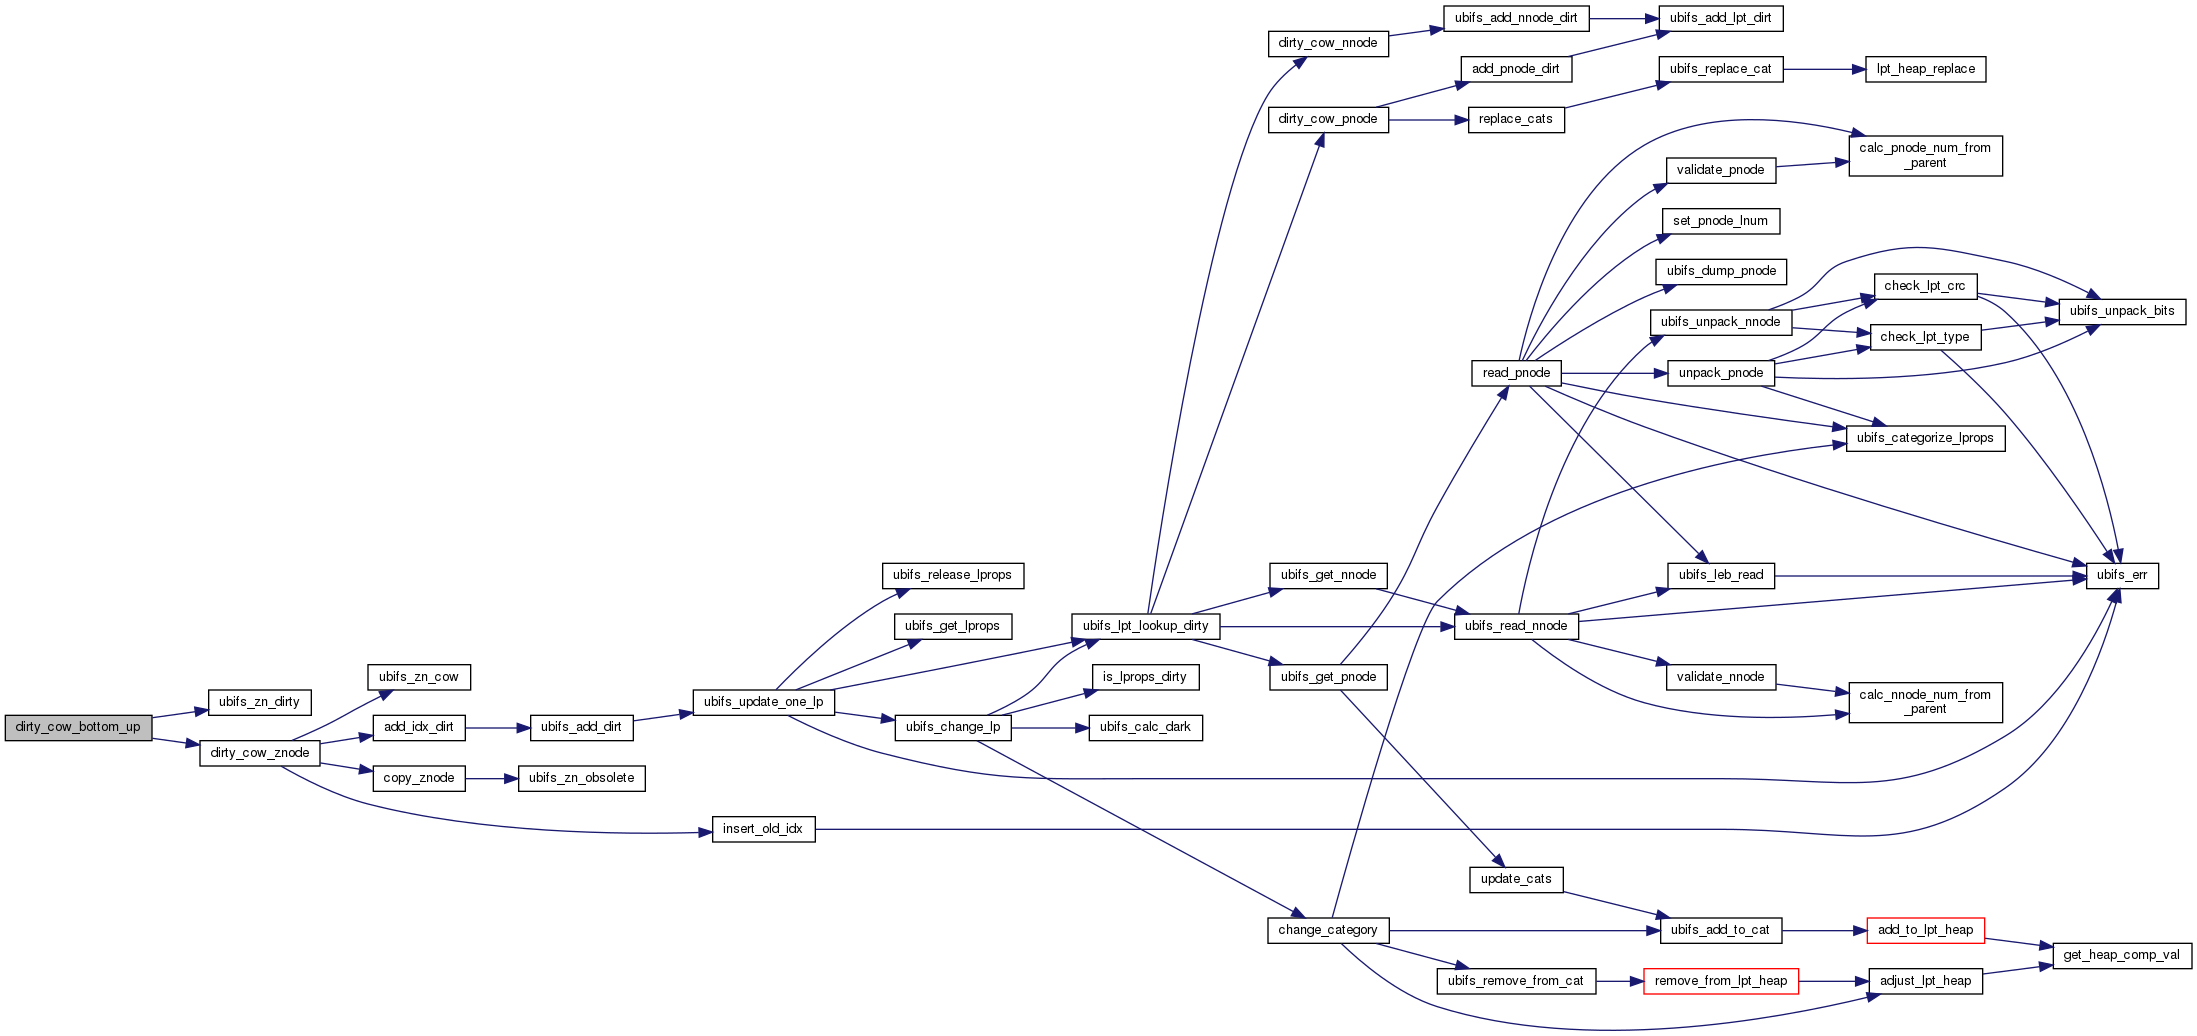 ubifs_add_nnode_dirt
ubifs_add_lpt_dirt
dirty_cow_nnode
add_pnode_dirt
ubifs_replace_cat
lpt_heap_replace
dirty_cow_pnode
replace_cats
calc_pnode_num_from
_parent
validate_pnode
set_pnode_lnum
ubifs_dump_pnode
check_lpt_crc
ubifs_unpack_bits
ubifs_unpack_nnode
check_lpt_type
read_pnode
unpack_pnode
ubifs_categorize_lprops
ubifs_release_lprops
ubifs_get_nnode
ubifs_leb_read
ubifs_err
ubifs_get_lprops
ubifs_lpt_lookup_dirty
ubifs_read_nnode
ubifs_zn_cow
is_lprops_dirty
ubifs_get_pnode
validate_nnode
ubifs_zn_dirty
ubifs_update_one_lp
calc_nnode_num_from
_parent
dirty_cow_bottom_up
add_idx_dirt
ubifs_add_dirt
ubifs_change_lp
ubifs_calc_dark
dirty_cow_znode
copy_znode
ubifs_zn_obsolete
insert_old_idx
update_cats
change_category
ubifs_add_to_cat
add_to_lpt_heap
get_heap_comp_val
ubifs_remove_from_cat
remove_from_lpt_heap
adjust_lpt_heap